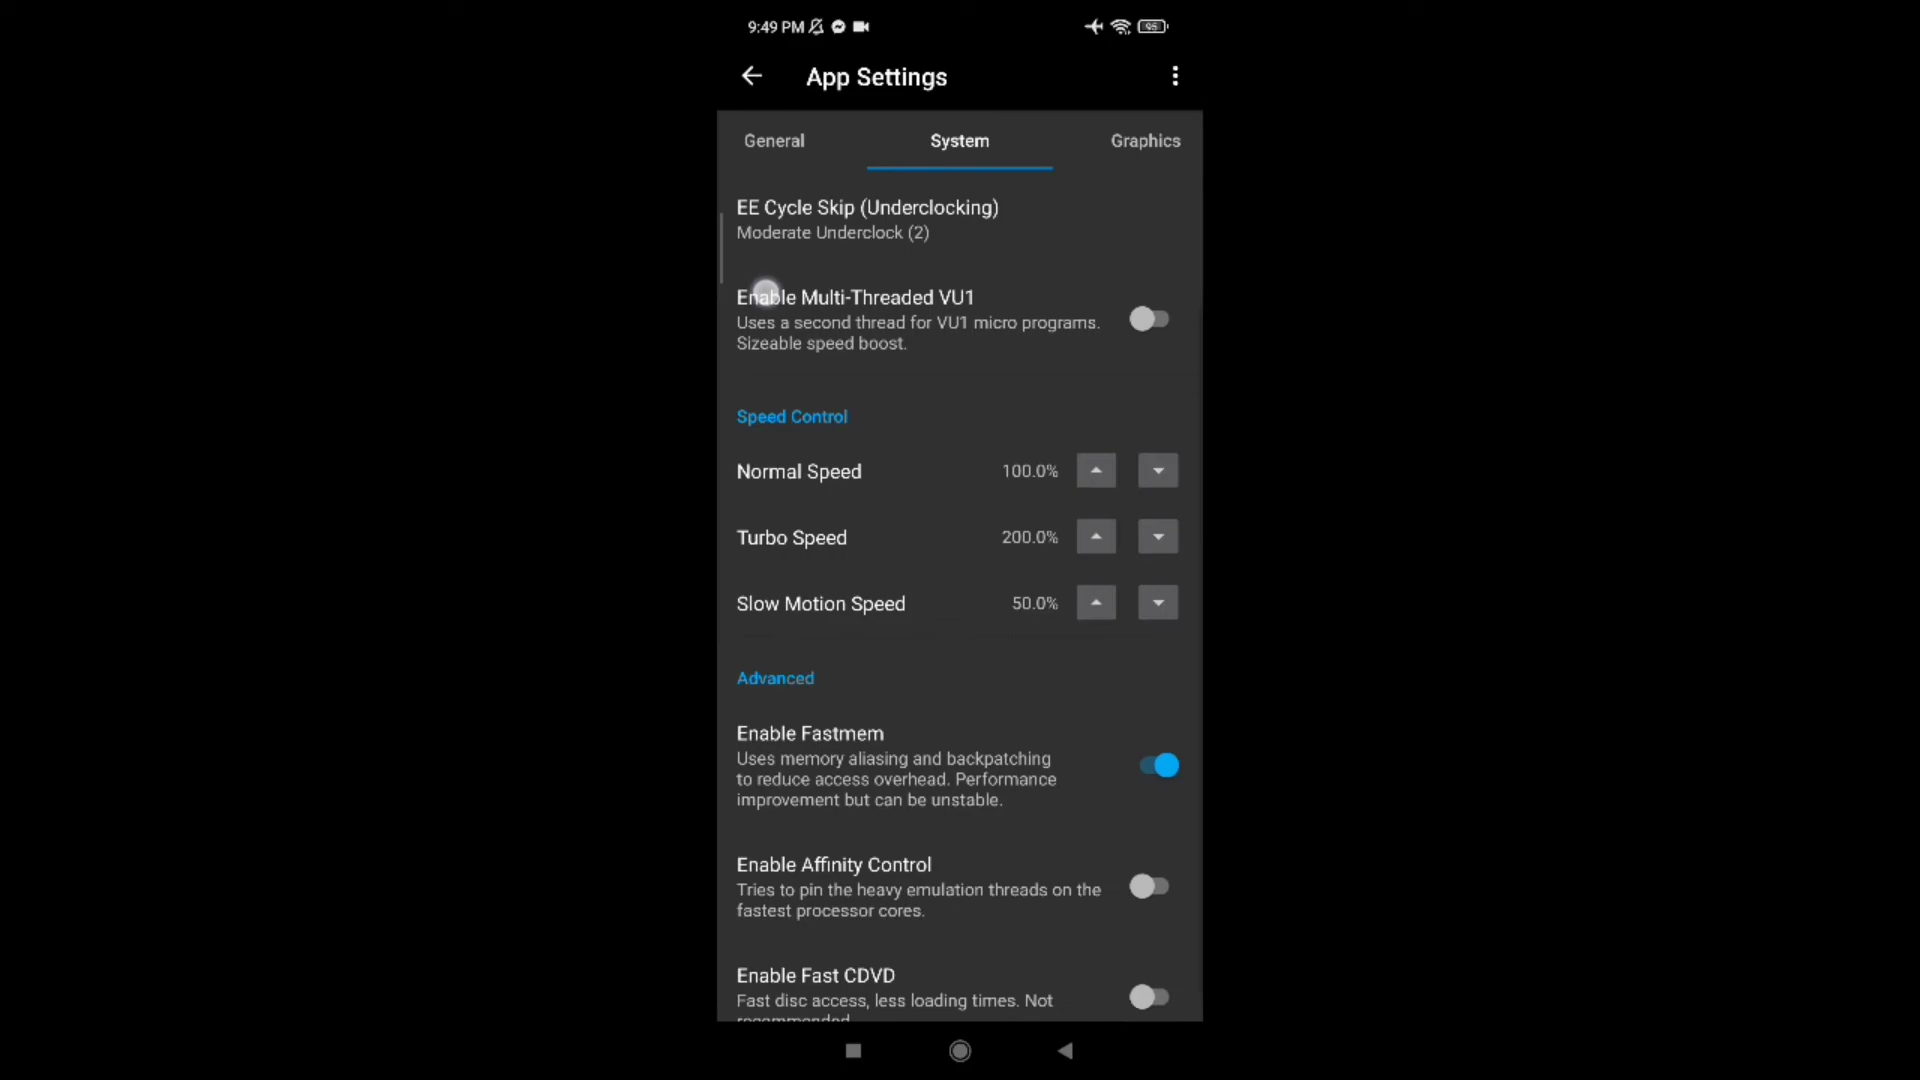 9:49 PM 95
App Settings
General System Graphics
EE Cycle Skip (Underclocking)
Moderate Underclock (2)
Enable Multi-Threaded VU1
Uses a second thread for VU1 micro programs.
Sizeable speed boost.
Speed Control
Normal Speed 100.0%
Turbo Speed 200.0%
Slow Motion Speed 50.0%
Advanced
Enable Fastmem
Uses memory aliasing and backpatching
to reduce access overhead. Performance
improvement but can be unstable.
Enable Affinity Control
Tries to pin the heavy emulation threads on the
fastest processor cores.
Enable Fast CDVD
Fast disc access, less loading times. Not
recommended.